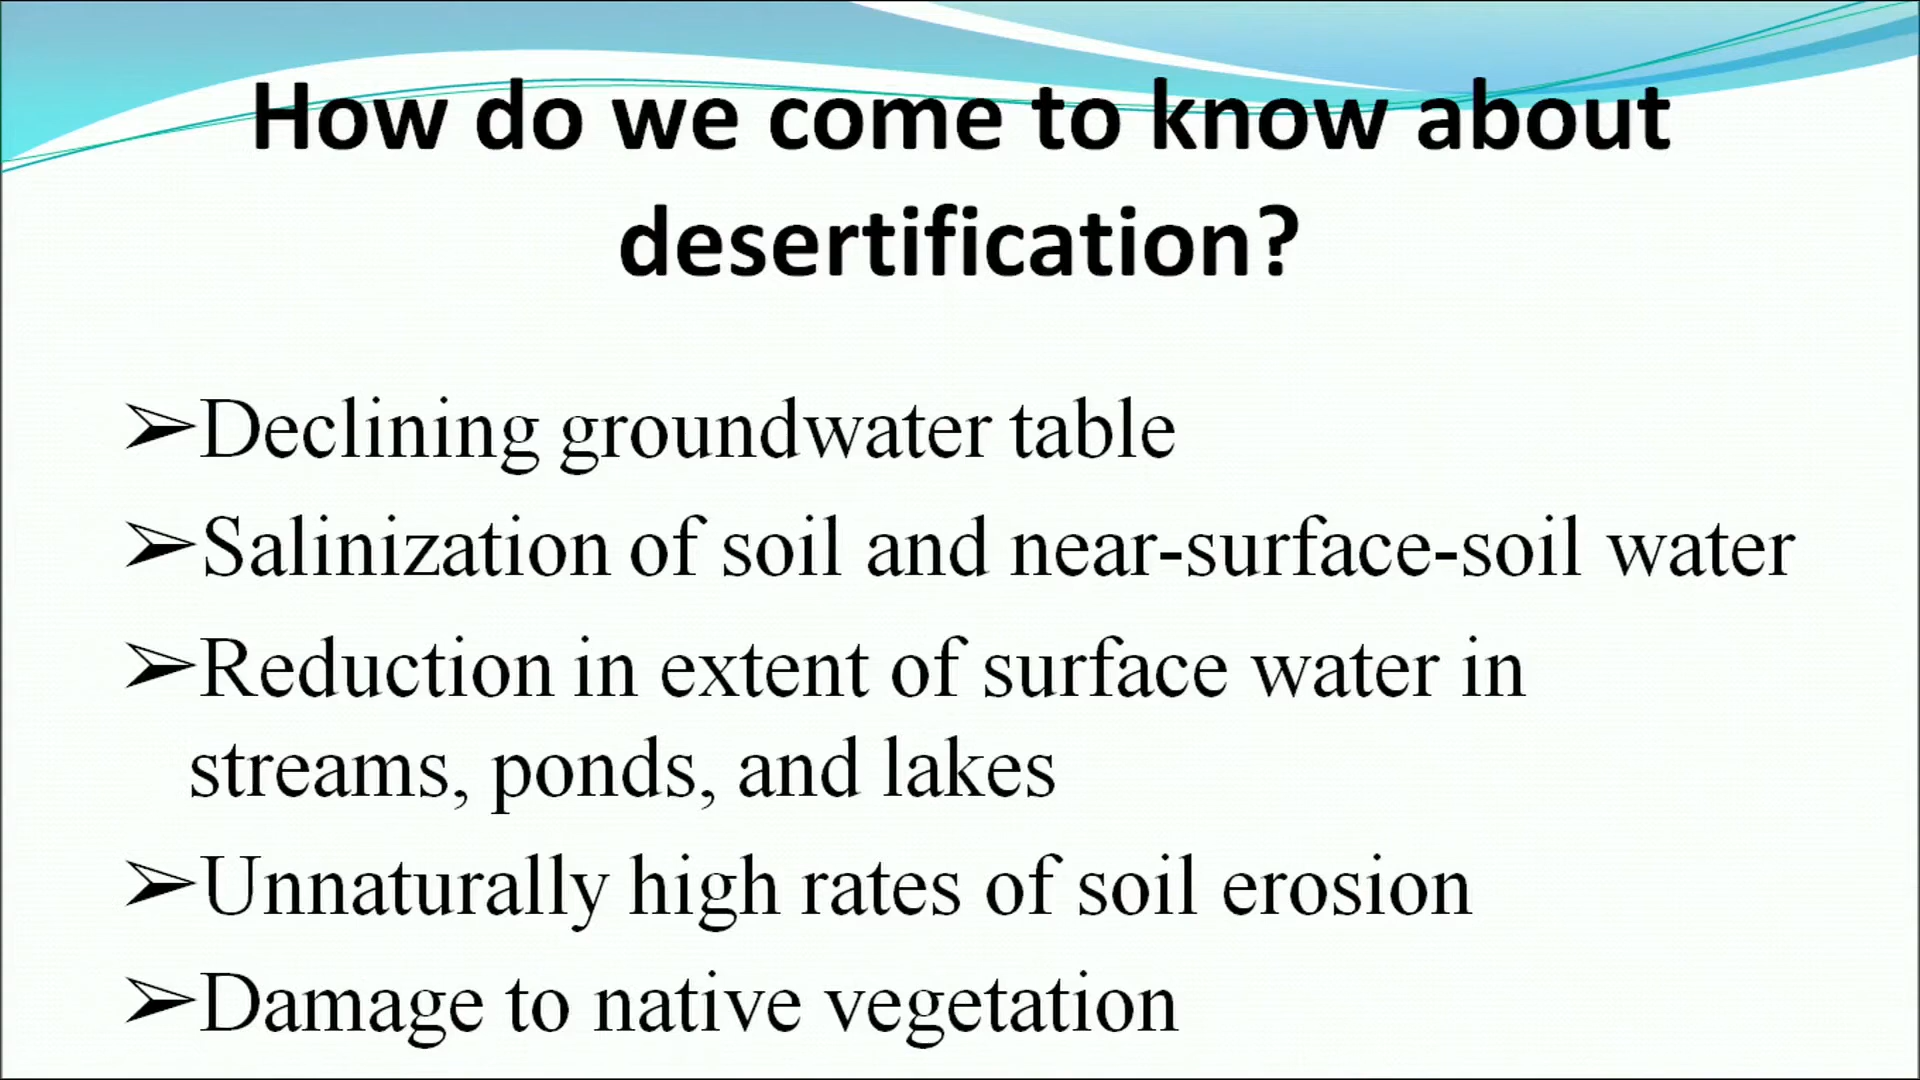 How do we come to know about
desertification?
➢Declining groundwater table
➢Salinization of soil and near-surface-soil water
➢Reduction in extent of surface water in
streams, ponds, and lakes
➢Unnaturally high rates of soil erosion
➢Damage to native vegetation